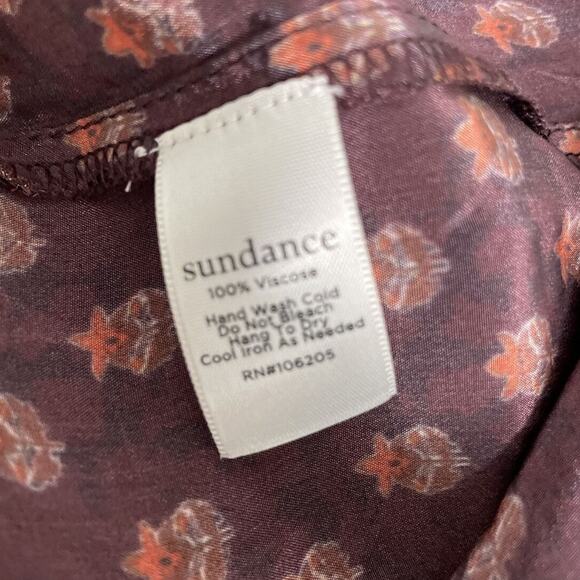 sundance
100% Viscose
Hand Wash Cold
Do Not Bleach
Hang To Dry
Cool Iron As Needed
RN#106205